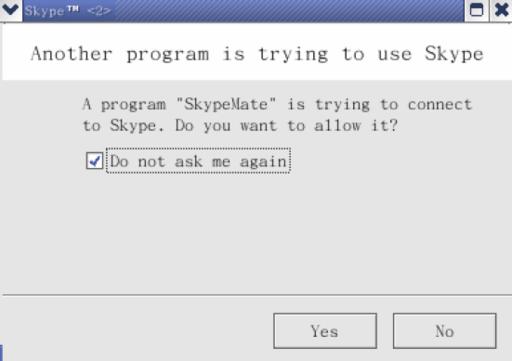 Skype™ <2>
Another program is trying to use Skype
A program "SkypeMate" is trying to connect
to Skype. Do you want to allow it?
Do not ask me again
Yes No